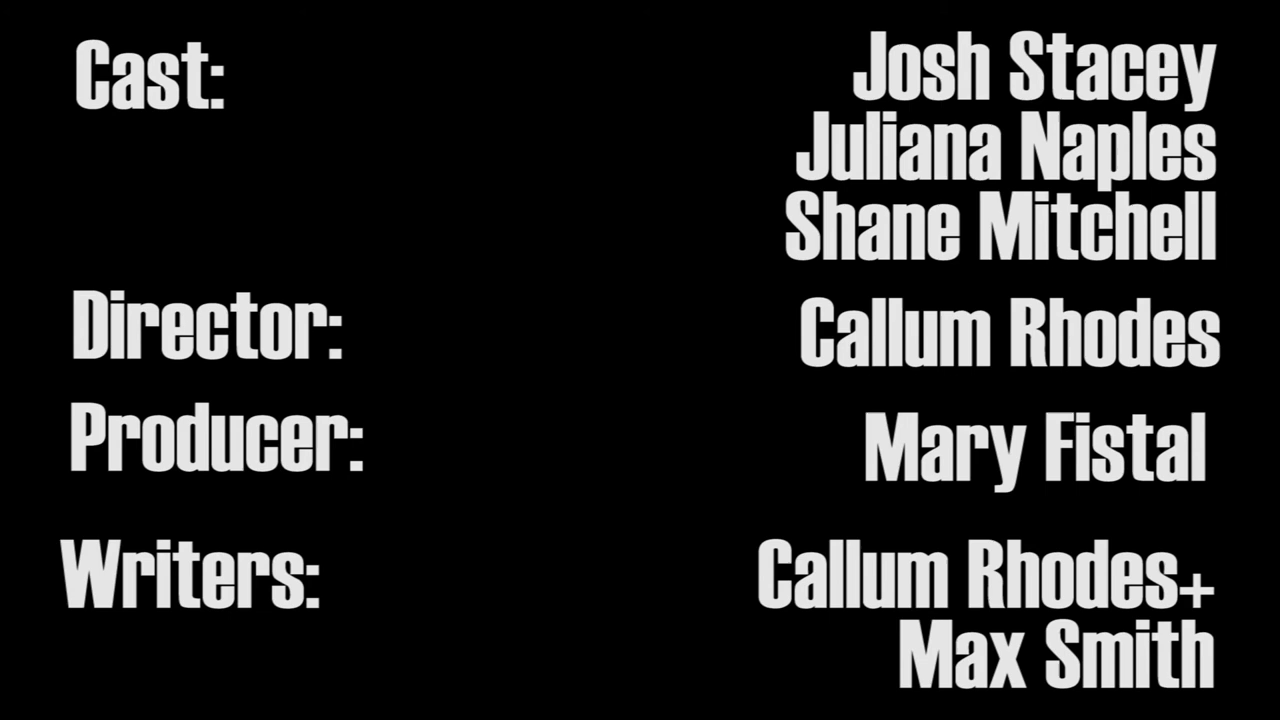 Cast: Josh Stacey
Juliana Naples
Shane Mitchell
Director: Callum Rhodes
Producer: Mary Fistal
Writers: Callum Rhodes+
Max Smith